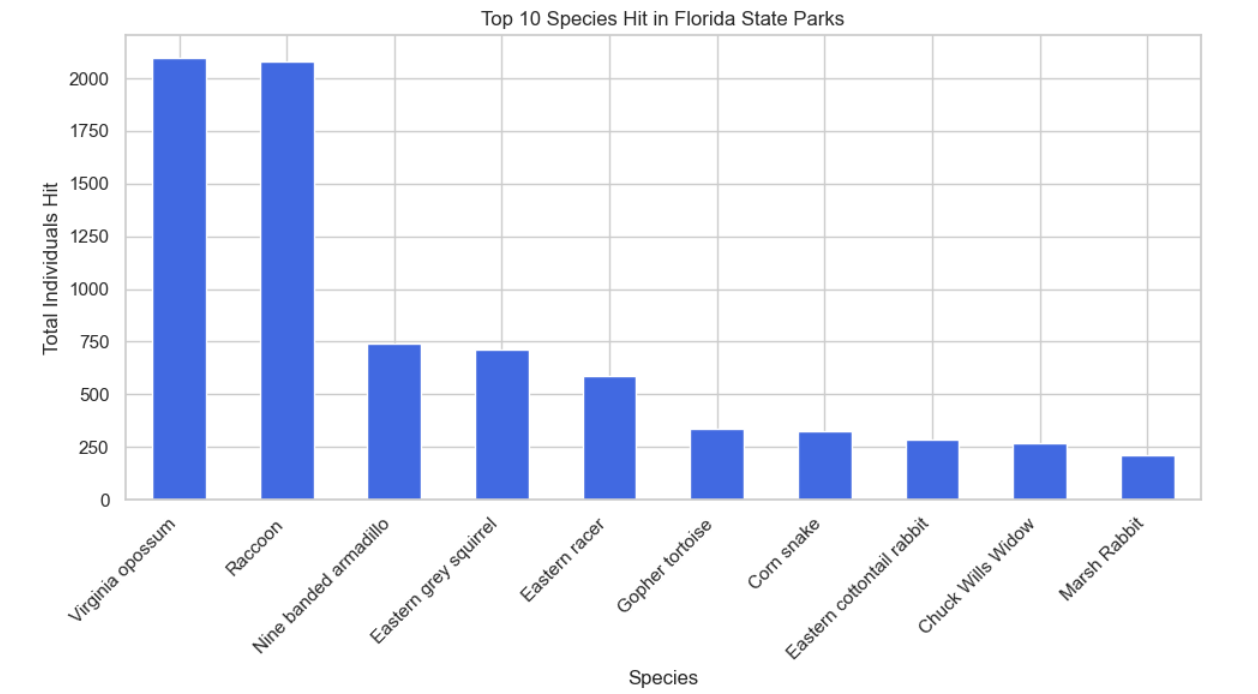 Top 10 Species Hit in Florida State Parks
Total Individuals Hit
2000
1750
1500
1250
1000
750
500
250
0
Virginia opossum
Raccoon
Nine banded armadillo
Eastern grey squirrel
Eastern racer
Gopher tortoise
Corn snake
Eastern cottontail rabbit
Chuck Wills Widow
Marsh Rabbit
Species